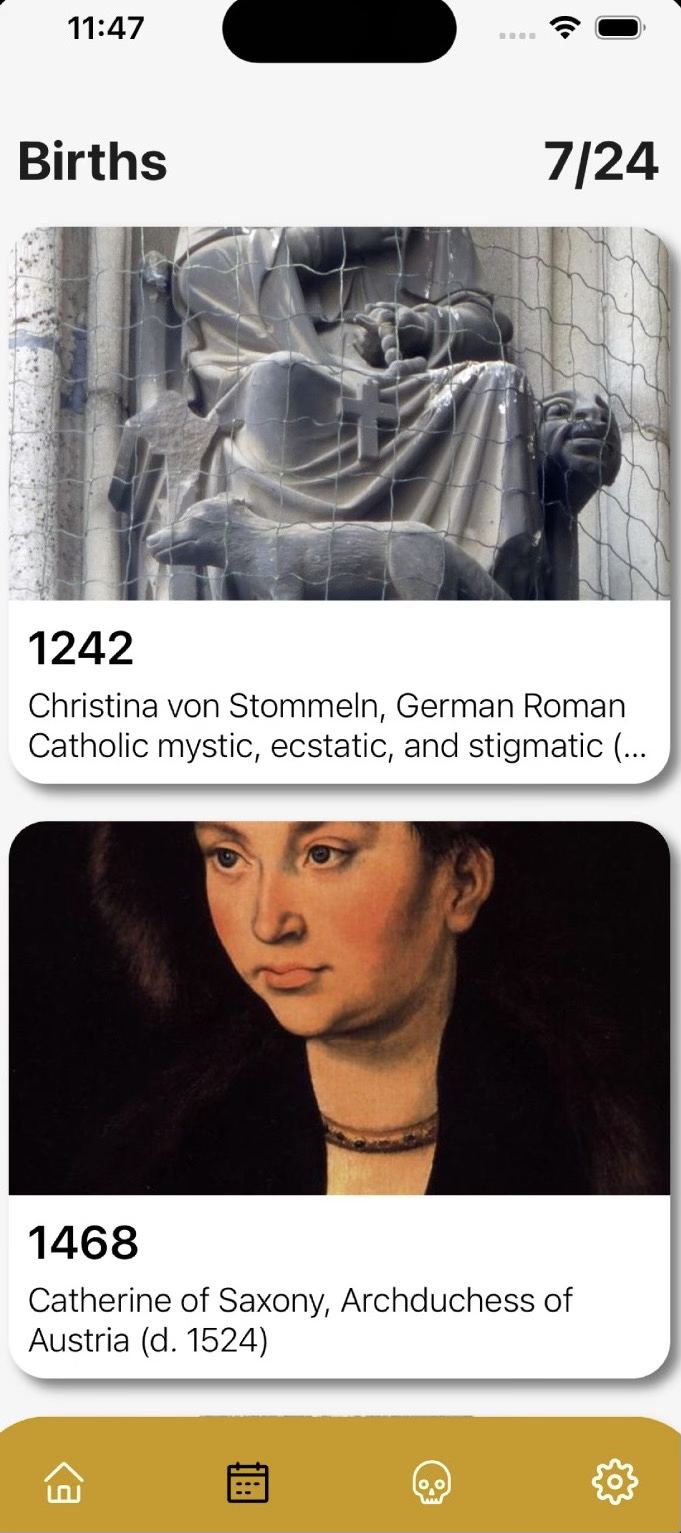 11:47
Births 7/24
1242
Christina von Stommeln, German Roman
Catholic mystic, ecstatic, and stigmatic (...
1468
Catherine of Saxony, Archduchess of
Austria (d. 1524)